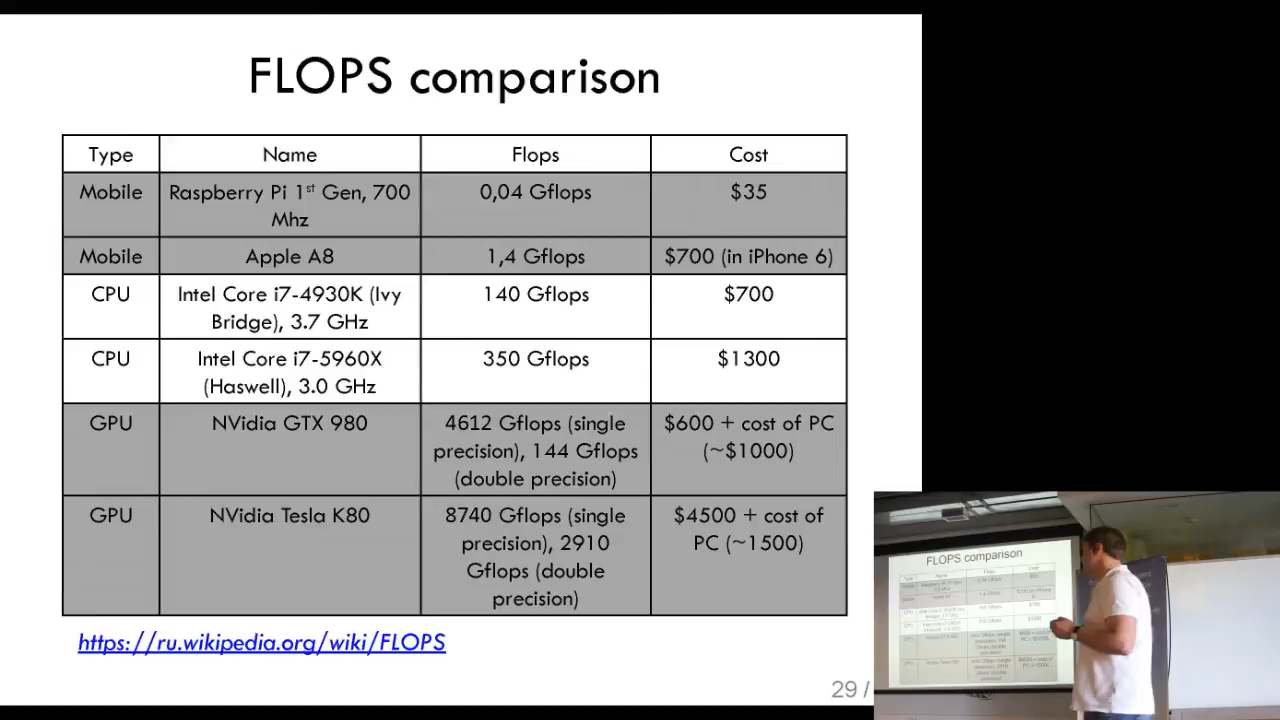 FLOPS comparison
Type Name Flops Cost
Mobile Raspberry Pi 1st Gen, 700 Mhz 0,04 Gflops $35
Mobile Apple A8 1,4 Gflops $700 (in iPhone 6)
CPU Intel Core i7-4930K (Ivy Bridge), 3.7 GHz 140 Gflops $700
CPU Intel Core i7-5960X (Haswell), 3.0 GHz 350 Gflops $1300
GPU NVidia GTX 980 4612 Gflops (single precision), 144 Gflops (double precision) $600 + cost of PC (~$1000)
GPU NVidia Tesla K80 8740 Gflops (single precision), 2910 Gflops (double precision) $4500 + cost of PC (~1500)
https://ru.wikipedia.org/wiki/FLOPS
29 /
FLOPS comparison